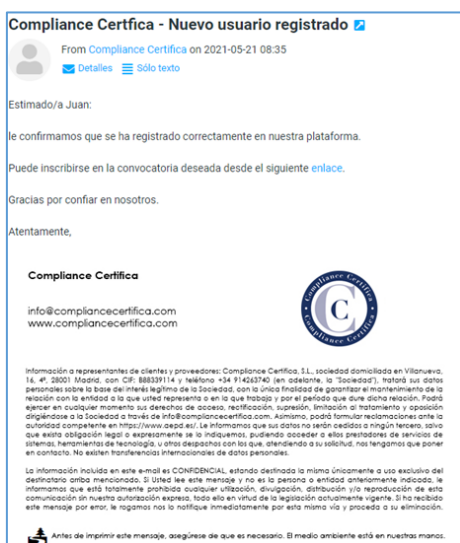 Compliance Certfica - Nuevo usuario registrado
From Compliance Certifica on 2021-05-21 08:35
Detalles Sólo texto
Estimado/a Juan:
le confirmamos que se ha registrado correctamente en nuestra plataforma.
Puede inscribirse en la convocatoria deseada desde el siguiente enlace.
Gracias por confiar en nosotros.
Atentamente,
Compliance Certifica
info@compliancecertifica.com
www.compliancecertifica.com
Compliance Certifica
C
Compliance Certifica
Información a representantes de clientes y proveedores: Compliance Certifica, S.L., sociedad domiciliada en Villanueva,
16, 4º, 28001 Madrid, con CIF: B88339114 y teléfono +34 914263740 (en adelante, la "Sociedad"), tratará sus datos
personales sobre la base del interés legítimo de la Sociedad, con la única finalidad de garantizar el mantenimiento de la
relación con la entidad a la que usted representa o en la que trabaja y por el período que dure dicha relación. Podrá
ejercer en cualquier momento sus derechos de acceso, rectificación, supresión, limitación al tratamiento y oposición
dirigiéndose a la Sociedad a través de info@compliancecertifica.com. Asimismo, podrá formular reclamaciones ante la
autoridad competente en https://www.aepd.es/. Le informamos que sus datos no serán cedidos a ningún tercero, salvo
que exista obligación legal o expresamente se lo indiquemos, pudiendo acceder a ellos prestadores de servicios de
sistemas, herramientas de tecnología, u otros despachos con los que, atendiendo a su solicitud, nos tengamos que poner
en contacto. No existen transferencias internacionales de datos personales.
La información incluida en este e-mail es CONFIDENCIAL, estando destinada la misma únicamente a uso exclusivo del
destinatario arriba mencionado. Si Usted lee este mensaje y no es la persona o entidad anteriormente indicada, le
informamos que está totalmente prohibida cualquier utilización, divulgación, distribución y/o reproducción de esta
comunicación sin nuestra autorización expresa, todo ello en virtud de la legislación actualmente vigente. Si ha recibido
este mensaje por error, le rogamos nos lo notifique inmediatamente por esta misma vía y proceda a su eliminación.
Antes de imprimir este mensaje, asegúrese de que es necesario. El medio ambiente está en nuestras manos.